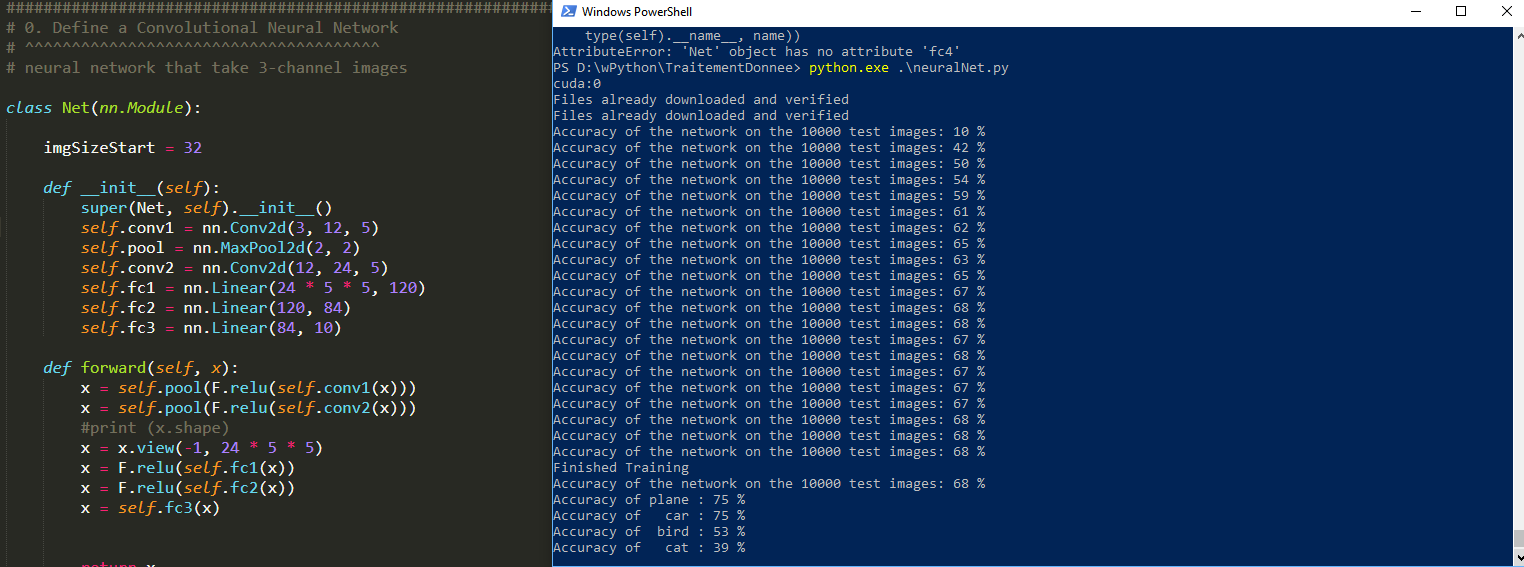 ################################################################
# 0. Define a Convolutional Neural Network
# ^^^^^^^^^^^^^^^^^^^^^^^^^^^^^^^^^^^^^^
# neural network that take 3-channel images
class Net(nn.Module):
imgSizeStart = 32
def __init__(self):
super(Net, self).__init__()
self.conv1 = nn.Conv2d(3, 12, 5)
self.pool = nn.MaxPool2d(2, 2)
self.conv2 = nn.Conv2d(12, 24, 5)
self.fc1 = nn.Linear(24 * 5 * 5, 120)
self.fc2 = nn.Linear(120, 84)
self.fc3 = nn.Linear(84, 10)
def forward(self, x):
x = self.pool(F.relu(self.conv1(x)))
x = self.pool(F.relu(self.conv2(x)))
#print (x.shape)
x = x.view(-1, 24 * 5 * 5)
x = F.relu(self.fc1(x))
x = F.relu(self.fc2(x))
x = self.fc3(x)
return x
Windows PowerShell
type(self).__name__, name))
AttributeError: 'Net' object has no attribute 'fc4'
PS D:\wPython\TraitementDonnee> python.exe .\neuralNet.py
cuda:0
Files already downloaded and verified
Files already downloaded and verified
Accuracy of the network on the 10000 test images: 10 %
Accuracy of the network on the 10000 test images: 42 %
Accuracy of the network on the 10000 test images: 50 %
Accuracy of the network on the 10000 test images: 54 %
Accuracy of the network on the 10000 test images: 59 %
Accuracy of the network on the 10000 test images: 61 %
Accuracy of the network on the 10000 test images: 62 %
Accuracy of the network on the 10000 test images: 65 %
Accuracy of the network on the 10000 test images: 63 %
Accuracy of the network on the 10000 test images: 65 %
Accuracy of the network on the 10000 test images: 67 %
Accuracy of the network on the 10000 test images: 68 %
Accuracy of the network on the 10000 test images: 68 %
Accuracy of the network on the 10000 test images: 67 %
Accuracy of the network on the 10000 test images: 68 %
Accuracy of the network on the 10000 test images: 67 %
Accuracy of the network on the 10000 test images: 67 %
Accuracy of the network on the 10000 test images: 67 %
Accuracy of the network on the 10000 test images: 68 %
Accuracy of the network on the 10000 test images: 68 %
Accuracy of the network on the 10000 test images: 68 %
Finished Training
Accuracy of the network on the 10000 test images: 68 %
Accuracy of plane : 75 %
Accuracy of   car : 75 %
Accuracy of  bird : 53 %
Accuracy of   cat : 39 %